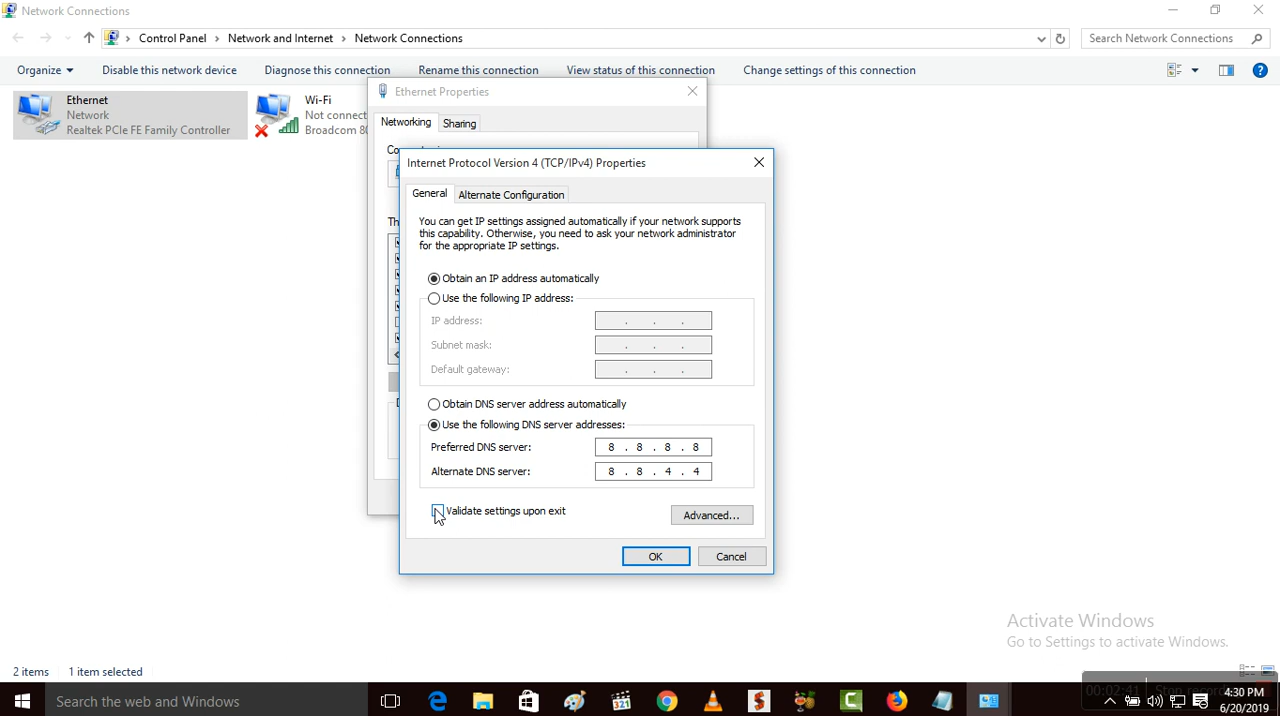 Network Connections
Control Panel › Network and Internet › Network Connections
Search Network Connections
Organize
Disable this network device
Diagnose this connection
Rename this connection
View status of this connection
Change settings of this connection
Ethernet
Network
Realtek PCIe FE Family Controller
Wi-Fi
Not connect
Broadcom 80
Ethernet Properties
Networking
Sharing
Co
Th
Internet Protocol Version 4 (TCP/IPv4) Properties
General
Alternate Configuration
You can get IP settings assigned automatically if your network supports
this capability. Otherwise, you need to ask your network administrator
for the appropriate IP settings.
Obtain an IP address automatically
Use the following IP address:
IP address: . . .
Subnet mask: . . .
Default gateway: . . .
Obtain DNS server address automatically
Use the following DNS server addresses:
Preferred DNS server: 8 . 8 . 8 . 8
Alternate DNS server: 8 . 8 . 4 . 4
Validate settings upon exit
Advanced...
OK
Cancel
Activate Windows
Go to Settings to activate Windows.
2 items
1 item selected
Search the web and Windows
321
00:02:41
Stop recor
4:30 PM
6/20/2019